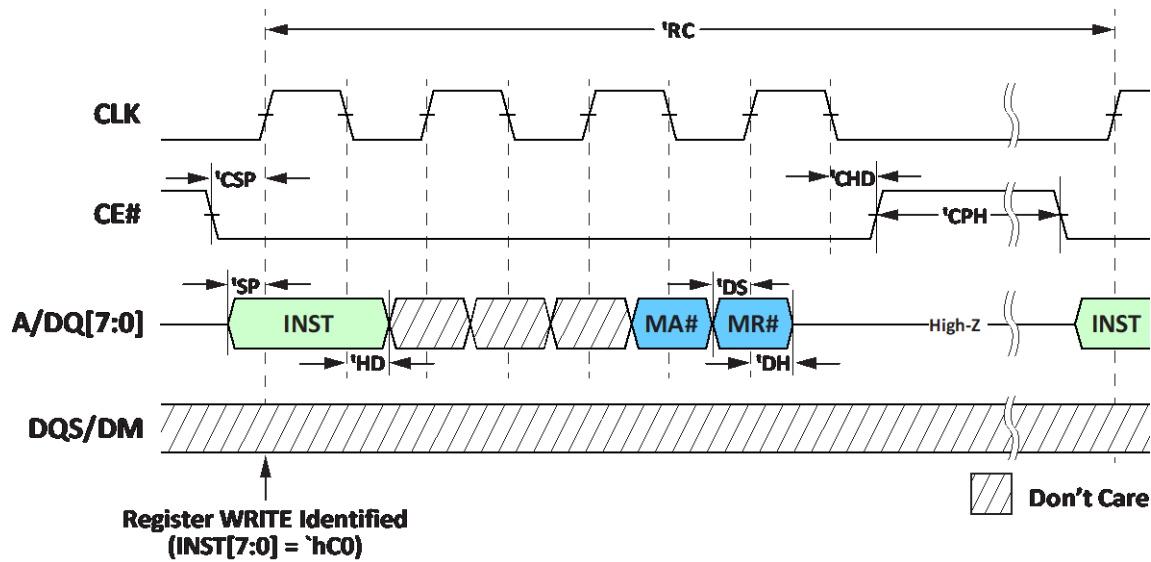 tRC
CLK
tCSP
tCHD
CE#
tCPH
tSP
tDS
A/DQ[7:0]
INST
MA#
MR#
High-Z
INST
tHD
tDH
DQS/DM
Don't Care
Register WRITE Identified
(INST[7:0] = `hC0)